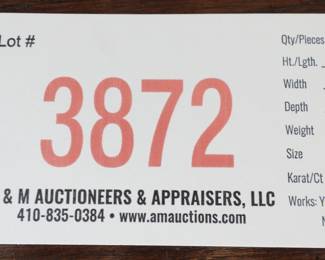 Lot #
3872
& M AUCTIONEERS & APPRAISERS, LLC
410-835-0384 • www.amauctions.com
Qty/Pieces
Ht./Lgth.
Width
Depth
Weight
Size
Karat/Ct
Works: Y